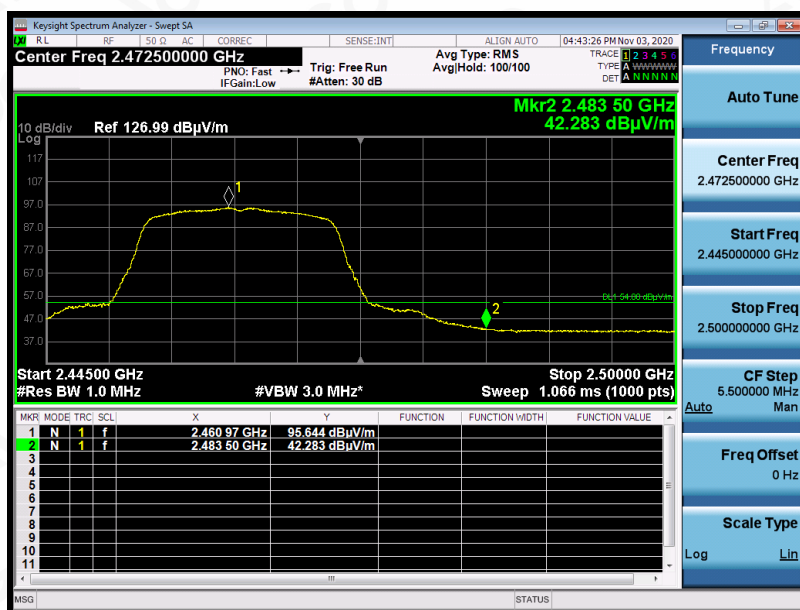 Keysight Spectrum Analyzer - Swept SA
LXI RL RF 50 Ω AC CORREC SENSE:INT ALIGN AUTO 04:43:26 PM Nov 03, 2020
Center Freq 2.472500000 GHz
PNO: Fast
IFGain:Low
Trig: Free Run
#Atten: 30 dB
Avg Type: RMS
Avg|Hold: 100/100
TRACE 1 2 3 4 5 6
TYPE A WWWWW
DET A N N N N N
Mkr2 2.483 50 GHz
42.283 dBµV/m
10 dB/div Ref 126.99 dBµV/m
Log
117
107
97.0
87.0
77.0
67.0
57.0
47.0
37.0
1
2
DL1 54.00 dBµV/m
Start 2.44500 GHz Stop 2.50000 GHz
#Res BW 1.0 MHz #VBW 3.0 MHz* Sweep 1.066 ms (1000 pts)
MKR MODE TRC SCL X Y FUNCTION FUNCTION WIDTH FUNCTION VALUE
1 N 1 f 2.460 97 GHz 95.644 dBµV/m
2 N 1 f 2.483 50 GHz 42.283 dBµV/m
3
4
5
6
7
8
9
10
11
MSG STATUS
Frequency
Auto Tune
Center Freq
2.472500000 GHz
Start Freq
2.445000000 GHz
Stop Freq
2.500000000 GHz
CF Step
5.500000 MHz
Auto Man
Freq Offset
0 Hz
Scale Type
Log Lin